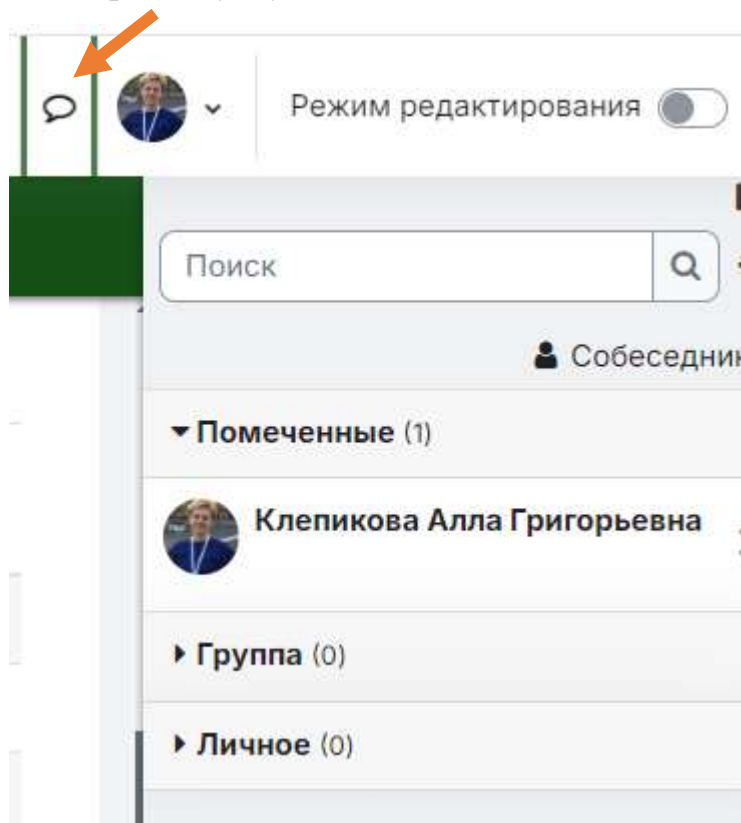 Режим редактирования
Поиск
Собеседник
Помеченные (1)
Клепикова Алла Григорьевна
Группа (0)
Личное (0)